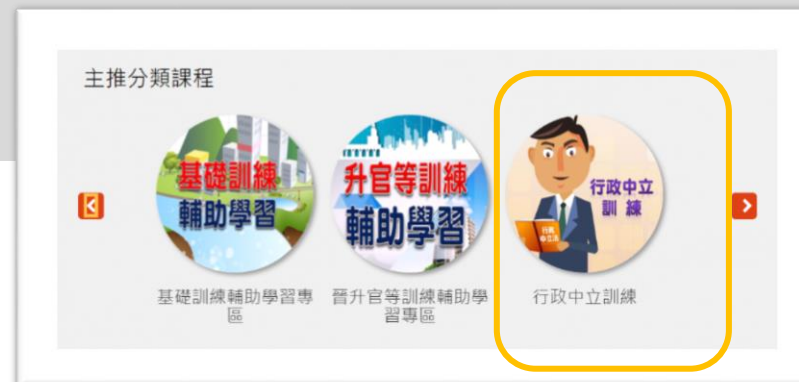 主推分類課程
基礎訓練
輔助學習
升官等訓練
輔助學習
行政中立
訓練
基礎訓練輔助學習專
區
晉升官等訓練輔助學
習專區
行政中立訓練